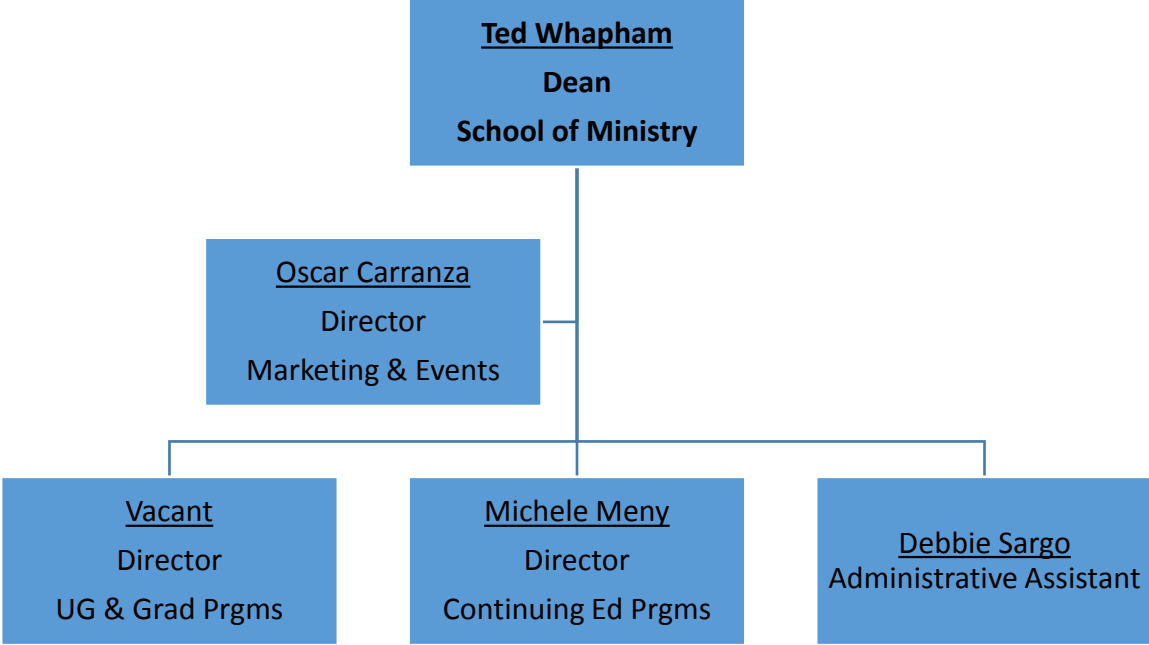 Ted Whapham
Dean
School of Ministry
Oscar Carranza
Director
Marketing & Events
Vacant
Director
UG & Grad Prgms
Michele Meny
Director
Continuing Ed Prgms
Debbie Sargo
Administrative Assistant